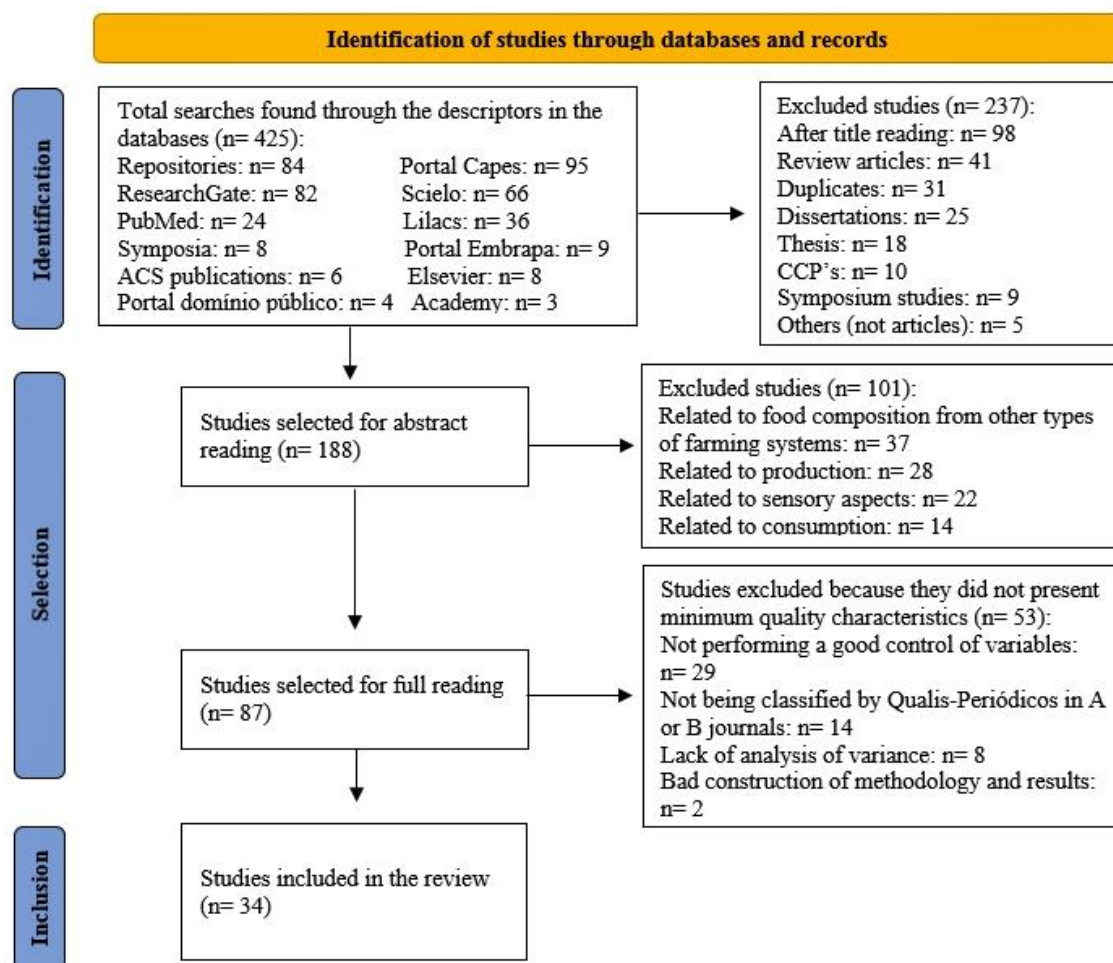 Identification of studies through databases and records
Identification
Total searches found through the descriptors in the
databases (n= 425):
Repositories: n= 84 Portal Capes: n= 95
ResearchGate: n= 82 Scielo: n= 66
PubMed: n= 24 Lilacs: n= 36
Symposia: n= 8 Portal Embrapa: n= 9
ACS publications: n= 6 Elsevier: n= 8
Portal domínio público: n= 4 Academy: n= 3
Excluded studies (n= 237):
After title reading: n= 98
Review articles: n= 41
Duplicates: n= 31
Dissertations: n= 25
Thesis: n= 18
CCP’s: n= 10
Symposium studies: n= 9
Others (not articles): n= 5
Selection
Studies selected for abstract
reading (n= 188)
Excluded studies (n= 101):
Related to food composition from other types
of farming systems: n= 37
Related to production: n= 28
Related to sensory aspects: n= 22
Related to consumption: n= 14
Studies selected for full reading
(n= 87)
Studies excluded because they did not present
minimum quality characteristics (n= 53):
Not performing a good control of variables:
n= 29
Not being classified by Qualis-Periódicos in A
or B journals: n= 14
Lack of analysis of variance: n= 8
Bad construction of methodology and results:
n= 2
Inclusion
Studies included in the review
(n= 34)